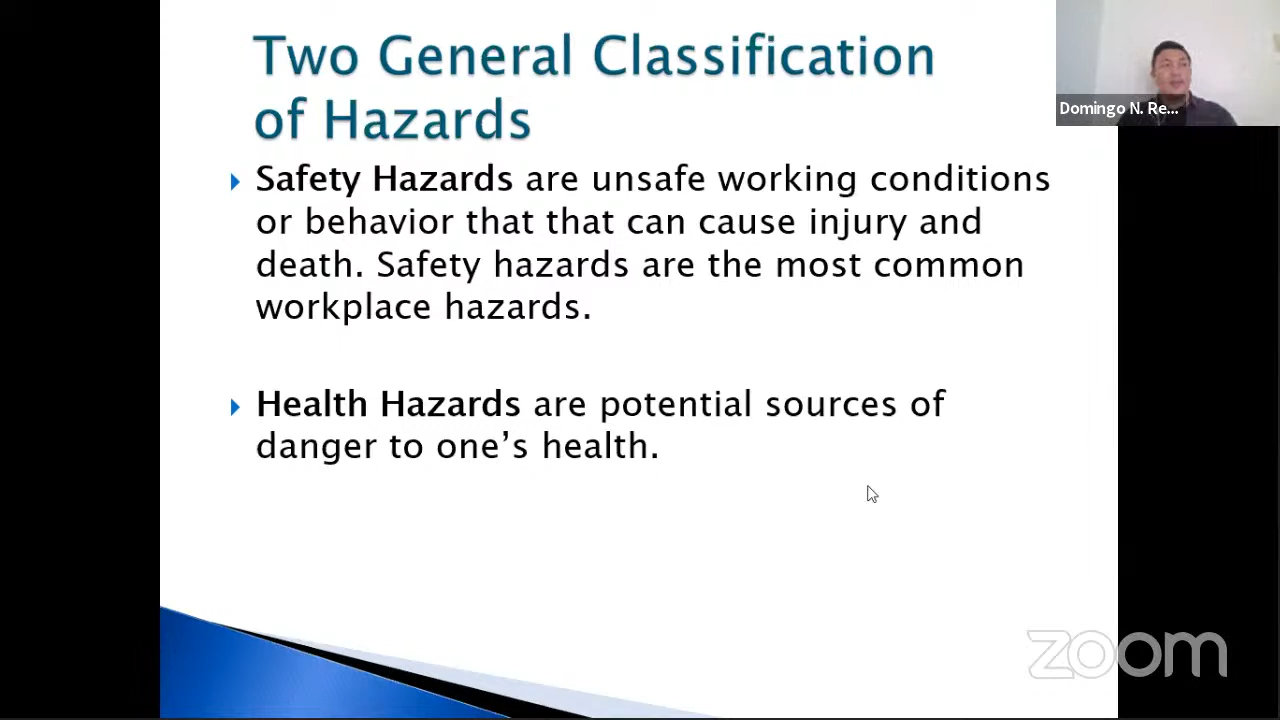 Two General Classification
of Hazards
Domingo N. Re...
Safety Hazards are unsafe working conditions
or behavior that that can cause injury and
death. Safety hazards are the most common
workplace hazards.
Health Hazards are potential sources of
danger to one’s health.
zoom